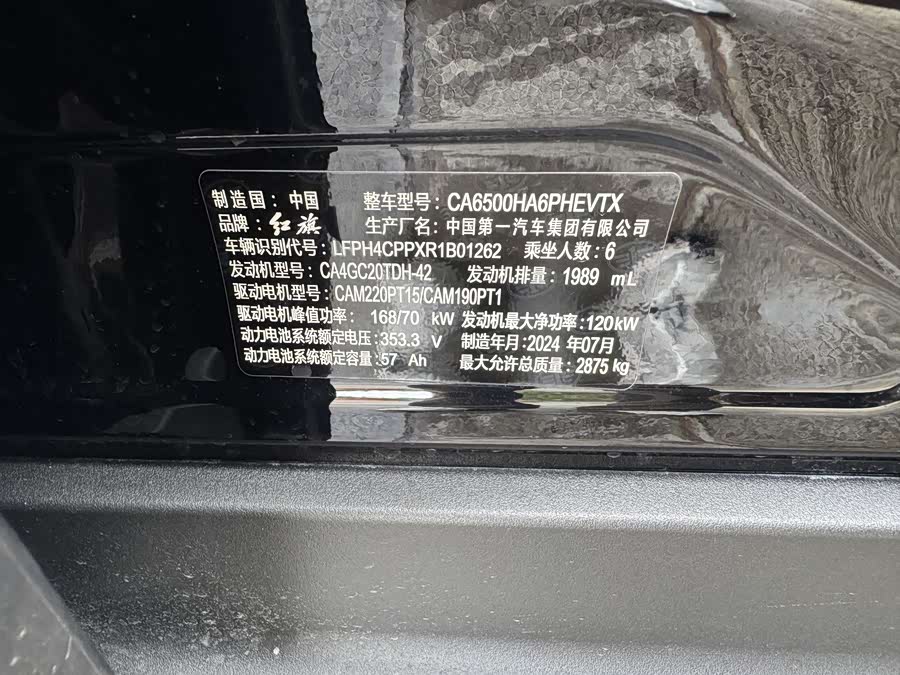 制造国：中国 整车型号：CA6500HA6PHEVTX
品牌：红旗 生产厂名：中国第一汽车集团有限公司
车辆识别代号：LFPH4CPPXR1B01262 乘坐人数：6
发动机型号：CA4GC20TDH-42 发动机排量：1989 mL
驱动电机型号：CAM220PT15/CAM190PT1
驱动电机峰值功率：168/70 kW 发动机最大净功率：120kW
动力电池系统额定电压：353.3 V 制造年月：2024 年07月
动力电池系统额定容量：57 Ah 最大允许总质量：2875 kg